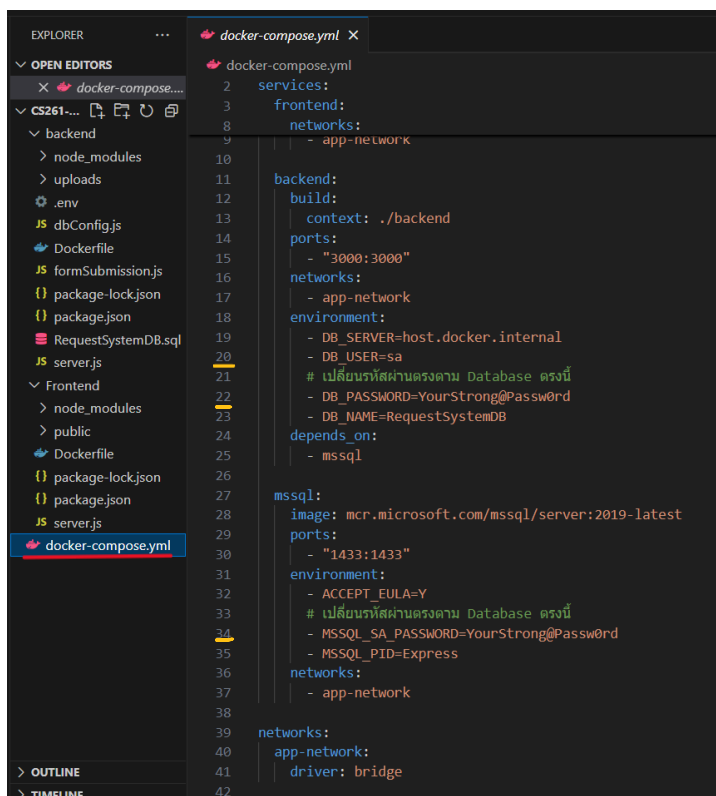 EXPLORER ...
OPEN EDITORS
docker-compose....
CS261-...
backend
node_modules
uploads
.env
JS dbConfig.js
Dockerfile
JS formSubmission.js
{} package-lock.json
{} package.json
RequestSystemDB.sql
JS server.js
Frontend
node_modules
public
Dockerfile
{} package-lock.json
{} package.json
JS server.js
docker-compose.yml
OUTLINE
TIMELINE
docker-compose.yml
docker-compose.yml
2 services:
3 frontend:
8 networks:
9 - app-network
10
11 backend:
12 build:
13 context: ./backend
14 ports:
15 - "3000:3000"
16 networks:
17 - app-network
18 environment:
19 - DB_SERVER=host.docker.internal
20 - DB_USER=sa
21 # เปลี่ยนรหัสผ่านตรงตาม Database ตรงนี้
22 - DB_PASSWORD=YourStrong@Passw0rd
23 - DB_NAME=RequestSystemDB
24 depends_on:
25 - mssql
26
27 mssql:
28 image: mcr.microsoft.com/mssql/server:2019-latest
29 ports:
30 - "1433:1433"
31 environment:
32 - ACCEPT_EULA=Y
33 # เปลี่ยนรหัสผ่านตรงตาม Database ตรงนี้
34 - MSSQL_SA_PASSWORD=YourStrong@Passw0rd
35 - MSSQL_PID=Express
36 networks:
37 - app-network
38
39 networks:
40 app-network:
41 driver: bridge
42